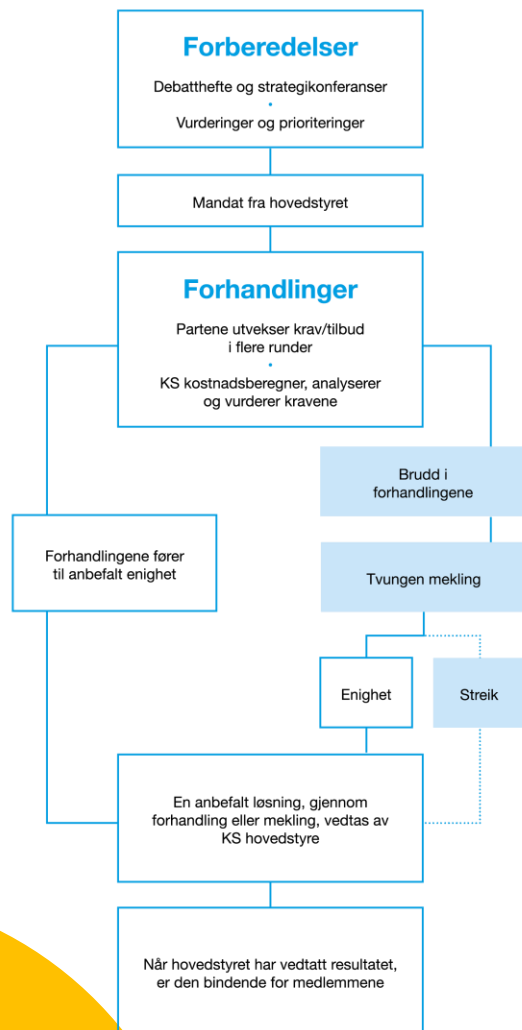 Forberedelser
Debatthefte og strategikonferanser
•
Vurderinger og prioriteringer
Mandat fra hovedstyret
Forhandlinger
Partene utvekser krav/tilbud
i flere runder
•
KS kostnadsberegner, analyserer
og vurderer kravene
Brudd i
forhandlingene
Forhandlingene fører
til anbefalt enighet
Tvungen mekling
Enighet
Streik
En anbefalt løsning, gjennom
forhandling eller mekling, vedtas av
KS hovedstyre
Når hovedstyret har vedtatt resultatet,
er den bindende for medlemmene